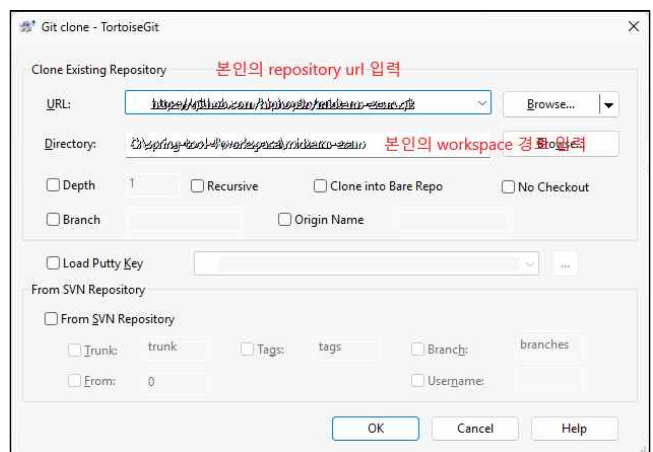 Git clone - TortoiseGit
Clone Existing Repository
본인의 repository url 입력
URL:
Browse...
Directory:
본인의 workspace 경로 입력
Depth 1 Recursive Clone into Bare Repo No Checkout
Branch Origin Name
Load Putty Key ...
From SVN Repository
From SVN Repository
Trunk: trunk Tags: tags Branch: branches
From: 0 Username:
OK Cancel Help